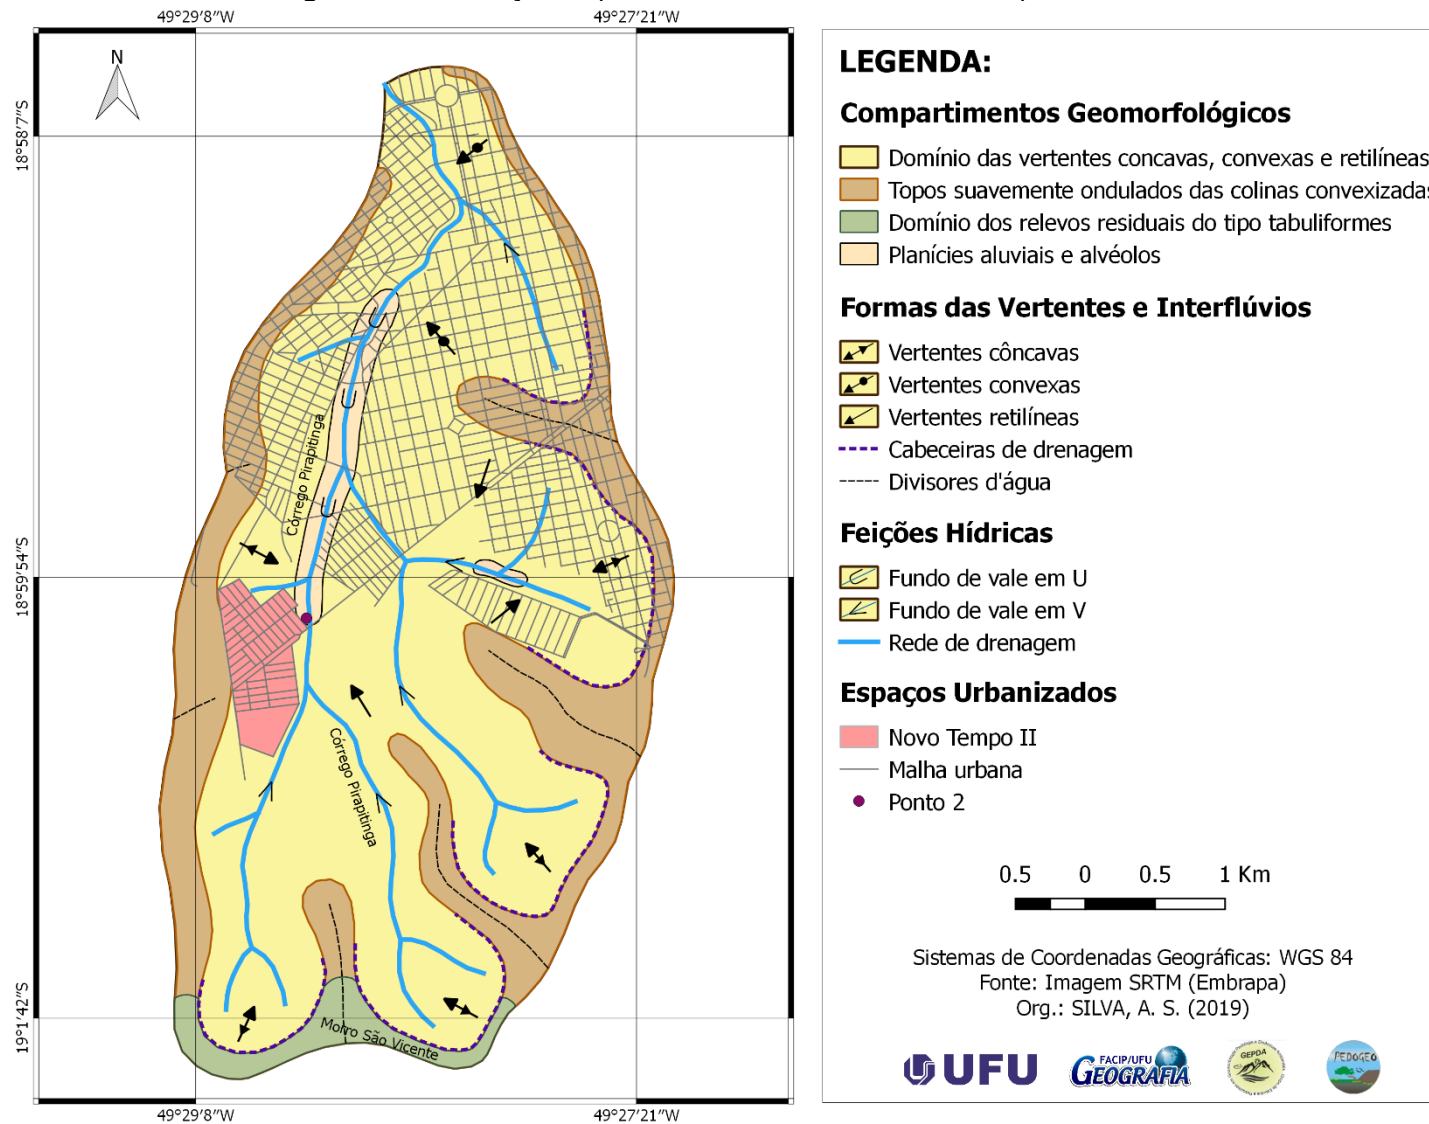 49°29'8"W
49°27'21"W
N
18°58'7"S
18°59'54"S
19°1'42"S
Córrego Pirapitinga
Córrego Pirapitinga
Morro São Vicente
49°29'8"W
49°27'21"W
LEGENDA:
Compartimentos Geomorfológicos
Domínio das vertentes concavas, convexas e retilíneas
Topos suavemente ondulados das colinas convexizadas
Domínio dos relevos residuais do tipo tabuliformes
Planícies aluviais e alvéolos
Formas das Vertentes e Interflúvios
Vertentes côncavas
Vertentes convexas
Vertentes retilíneas
Cabeceiras de drenagem
Divisores d'água
Feições Hídricas
Fundo de vale em U
Fundo de vale em V
Rede de drenagem
Espaços Urbanizados
Novo Tempo II
Malha urbana
Ponto 2
0.5 0 0.5 1 Km
Sistemas de Coordenadas Geográficas: WGS 84
Fonte: Imagem SRTM (Embrapa)
Org.: SILVA, A. S. (2019)
UFU
FACIP/UFU
GEOGRAFIA
GEPDA
PEDOGEO